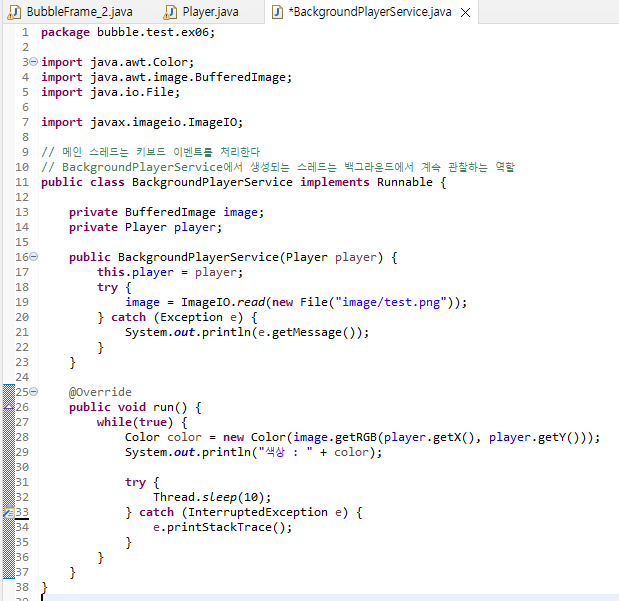 BubbleFrame_2.java Player.java *BackgroundPlayerService.java
1 package bubble.test.ex06;
2
3 import java.awt.Color;
4 import java.awt.image.BufferedImage;
5 import java.io.File;
6
7 import javax.imageio.ImageIO;
8
9 // 메인 스레드는 키보드 이벤트를 처리한다
10 // BackgroundPlayerService에서 생성되는 스레드는 백그라운드에서 계속 관찰하는 역할
11 public class BackgroundPlayerService implements Runnable {
12
13     private BufferedImage image;
14     private Player player;
15
16     public BackgroundPlayerService(Player player) {
17         this.player = player;
18         try {
19             image = ImageIO.read(new File("image/test.png"));
20         } catch (Exception e) {
21             System.out.println(e.getMessage());
22         }
23     }
24
25     @Override
26     public void run() {
27         while(true) {
28             Color color = new Color(image.getRGB(player.getX(), player.getY()));
29             System.out.println("색상 : " + color);
30
31             try {
32                 Thread.sleep(10);
33             } catch (InterruptedException e) {
34                 e.printStackTrace();
35             }
36         }
37     }
38 }
39